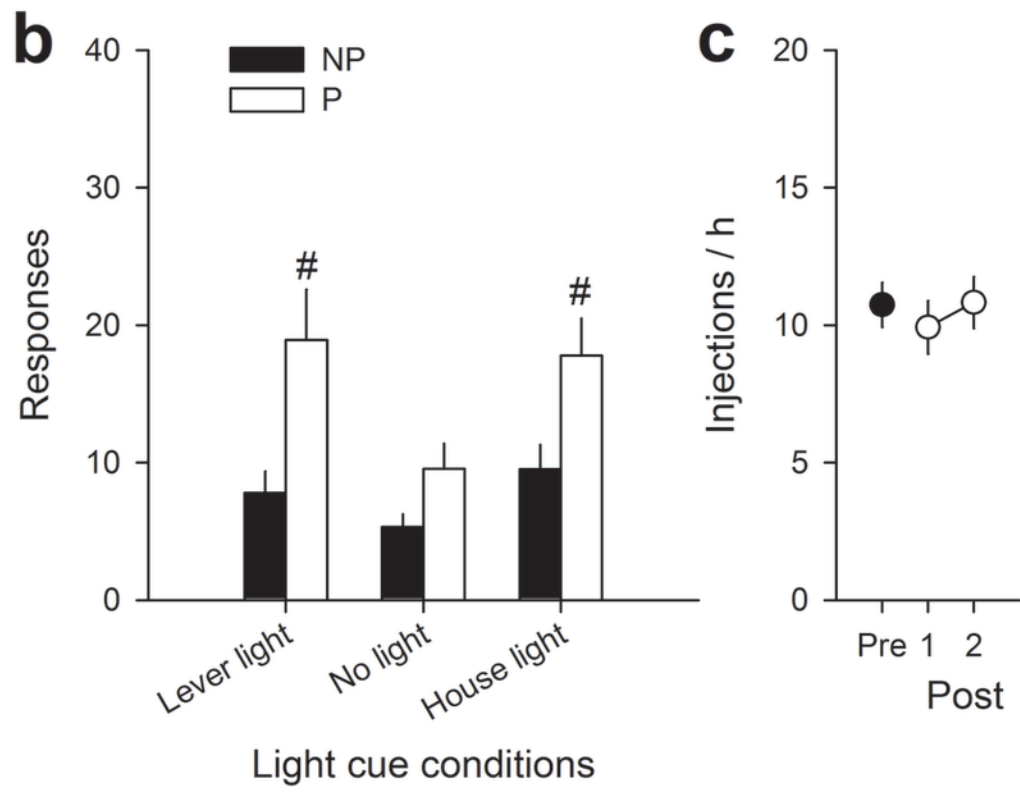 b
40
30
20
10
0
Responses
NP
P
#
#
Lever light
No light
House light
Light cue conditions
c
20
15
10
5
0
Injections / h
Pre 1 2
Post